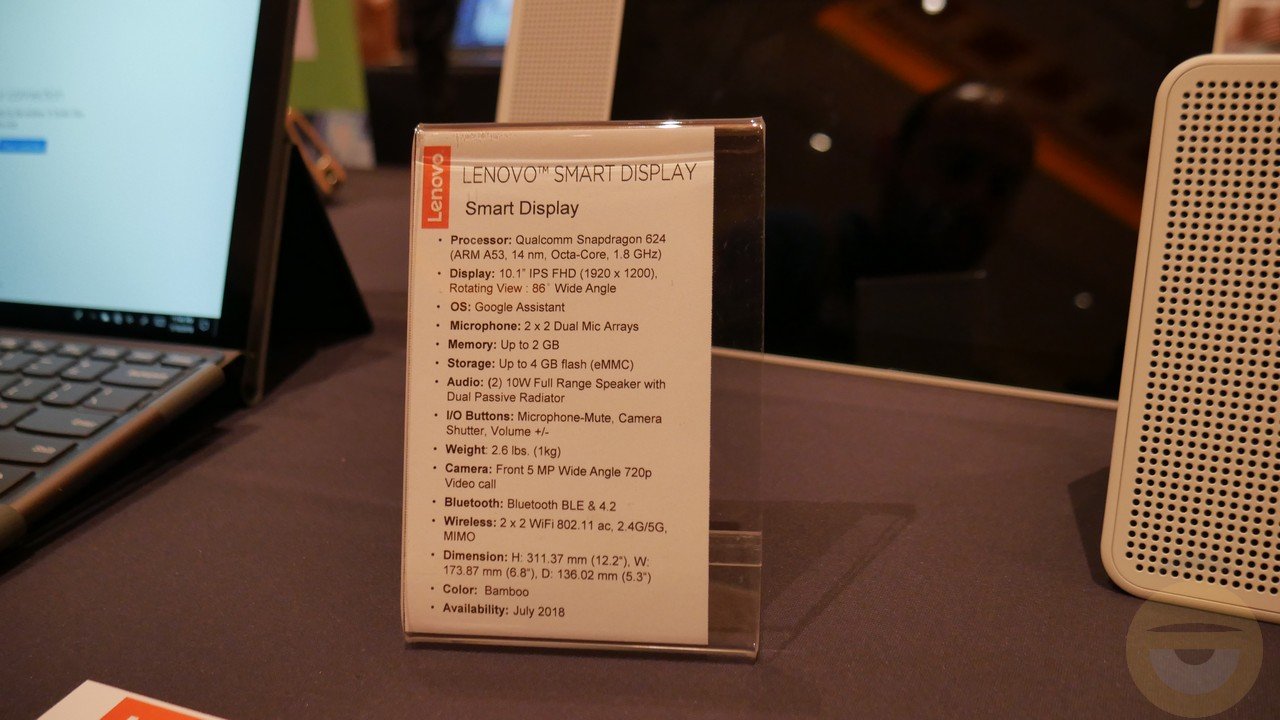 Lenovo
LENOVO™ SMART DISPLAY
Smart Display
• Processor: Qualcomm Snapdragon 624
(ARM A53, 14 nm, Octa-Core, 1.8 GHz)
• Display: 10.1" IPS FHD (1920 x 1200),
Rotating View : 86° Wide Angle
• OS: Google Assistant
• Microphone: 2 x 2 Dual Mic Arrays
• Memory: Up to 2 GB
• Storage: Up to 4 GB flash (eMMC)
• Audio: (2) 10W Full Range Speaker with
Dual Passive Radiator
• I/O Buttons: Microphone-Mute, Camera
Shutter, Volume +/-
• Weight: 2.6 lbs. (1kg)
• Camera: Front 5 MP Wide Angle 720p
Video call
• Bluetooth: Bluetooth BLE & 4.2
• Wireless: 2 x 2 WiFi 802.11 ac, 2.4G/5G,
MIMO
• Dimension: H: 311.37 mm (12.2"), W:
173.87 mm (6.8"), D: 136.02 mm (5.3")
• Color: Bamboo
• Availability: July 2018